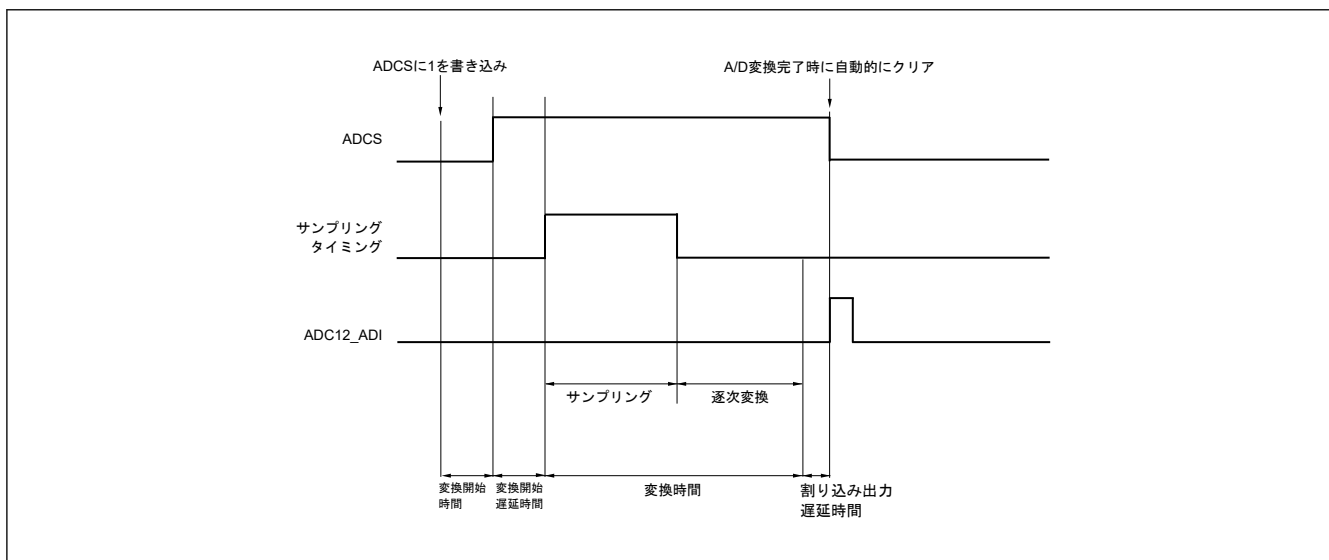 ADCSに1を書き込み
A/D変換完了時に自動的にクリア
ADCS
サンプリング
タイミング
ADC12_ADI
サンプリング
逐次変換
変換開始
時間
変換開始
遅延時間
変換時間
割り込み出力
遅延時間